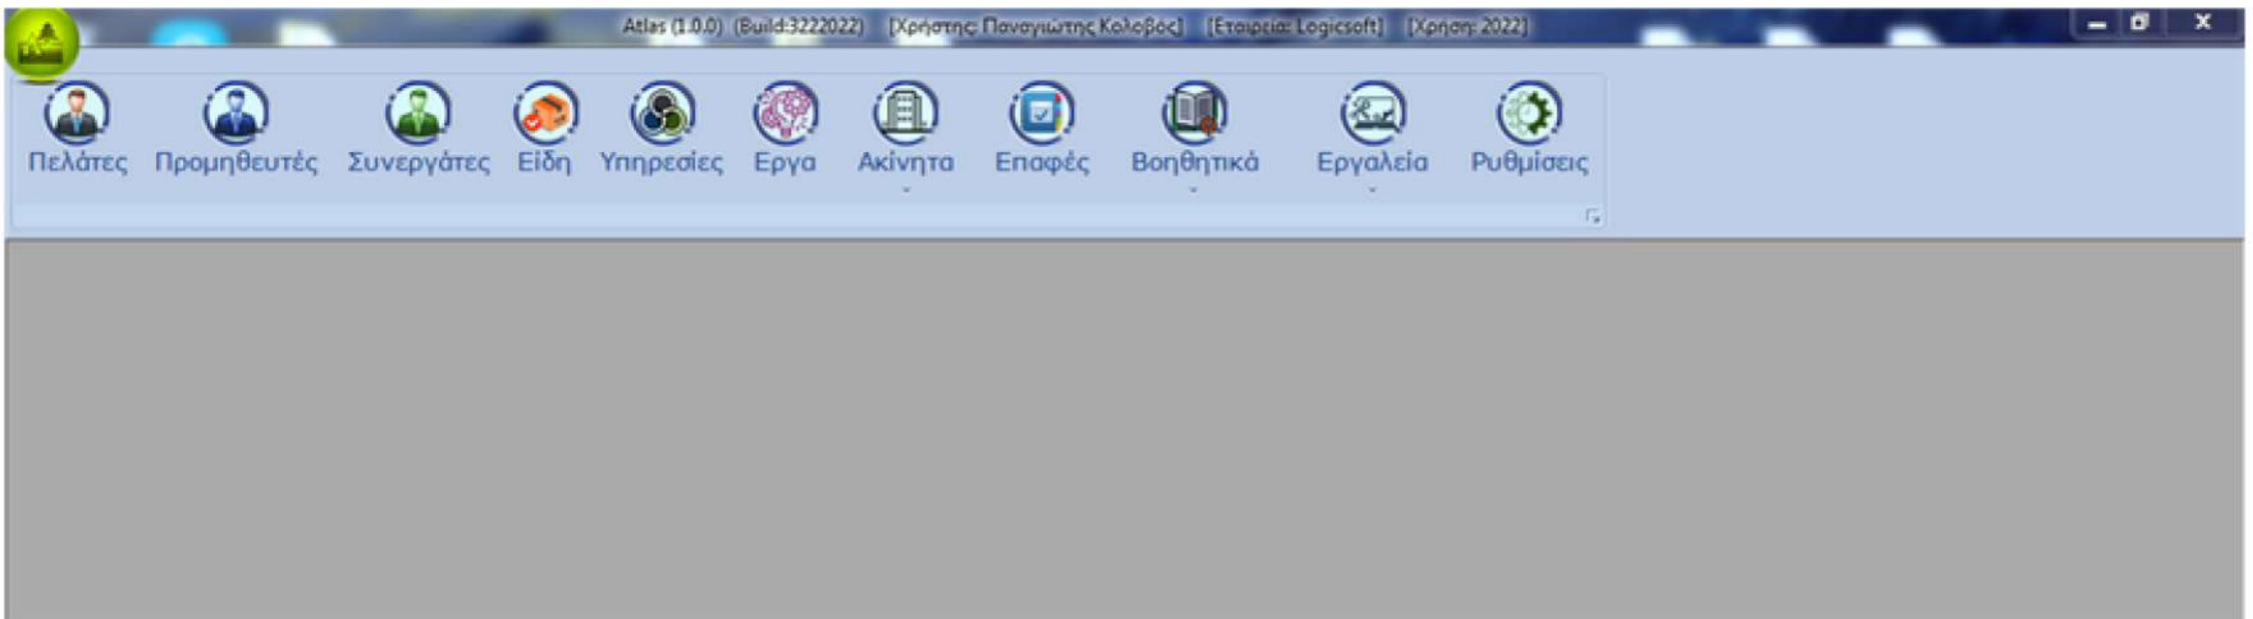 Atlas (1.0.0) (Build:3222022) [Χρήστης: Παναγιώτης Κολοβός] [Εταιρεία: Logicsoft] [Χρήση: 2022]
Πελάτες Προμηθευτές Συνεργάτες Είδη Υπηρεσίες Εργα Ακίνητα Επαφές Βοηθητικά Εργαλεία Ρυθμίσεις